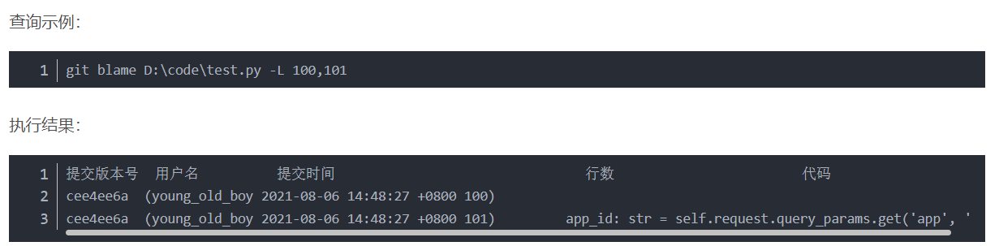 查询示例：
1 git blame D:\code\test.py -L 100,101
执行结果：
1 提交版本号 用户名 提交时间 行数 代码
2 cee4ee6a (young_old_boy 2021-08-06 14:48:27 +0800 100)
3 cee4ee6a (young_old_boy 2021-08-06 14:48:27 +0800 101) app_id: str = self.request.query_params.get('app', '